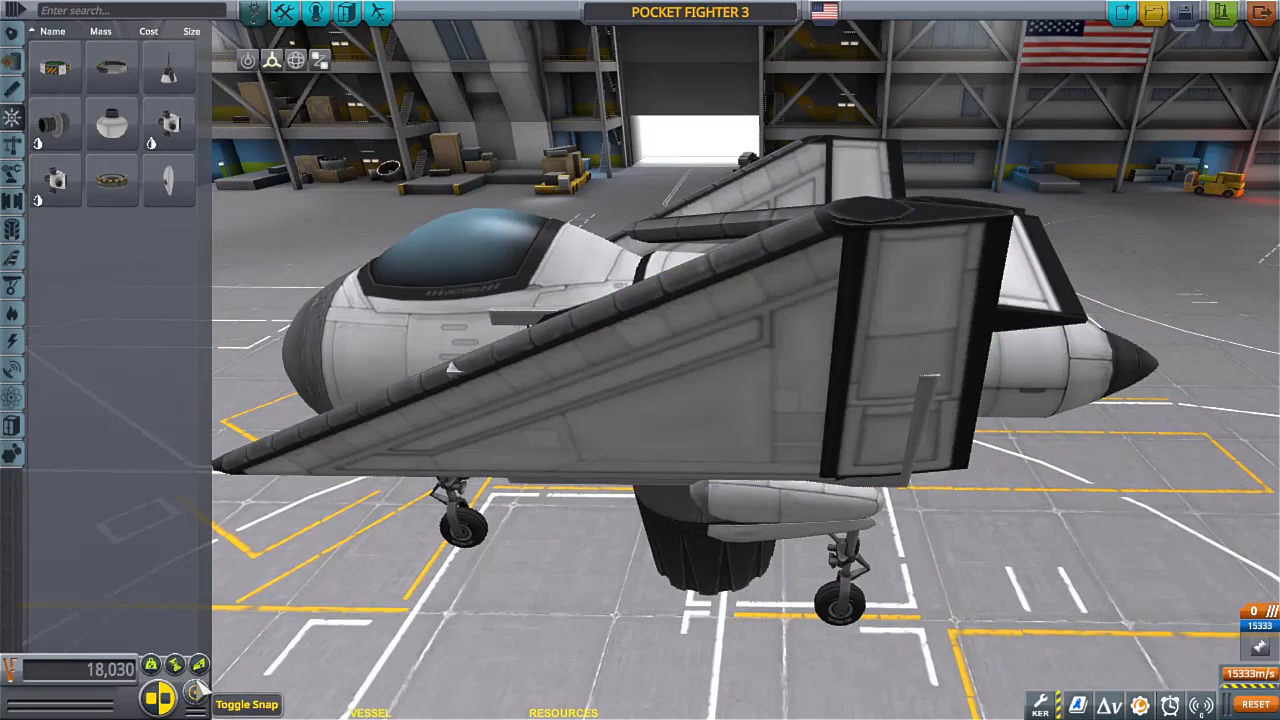 Enter search...
POCKET FIGHTER 3
Name Mass Cost Size
0
15333
15333m/s
18,030
Toggle Snap
VESSEL RESOURCES
KER
Δv
RESET